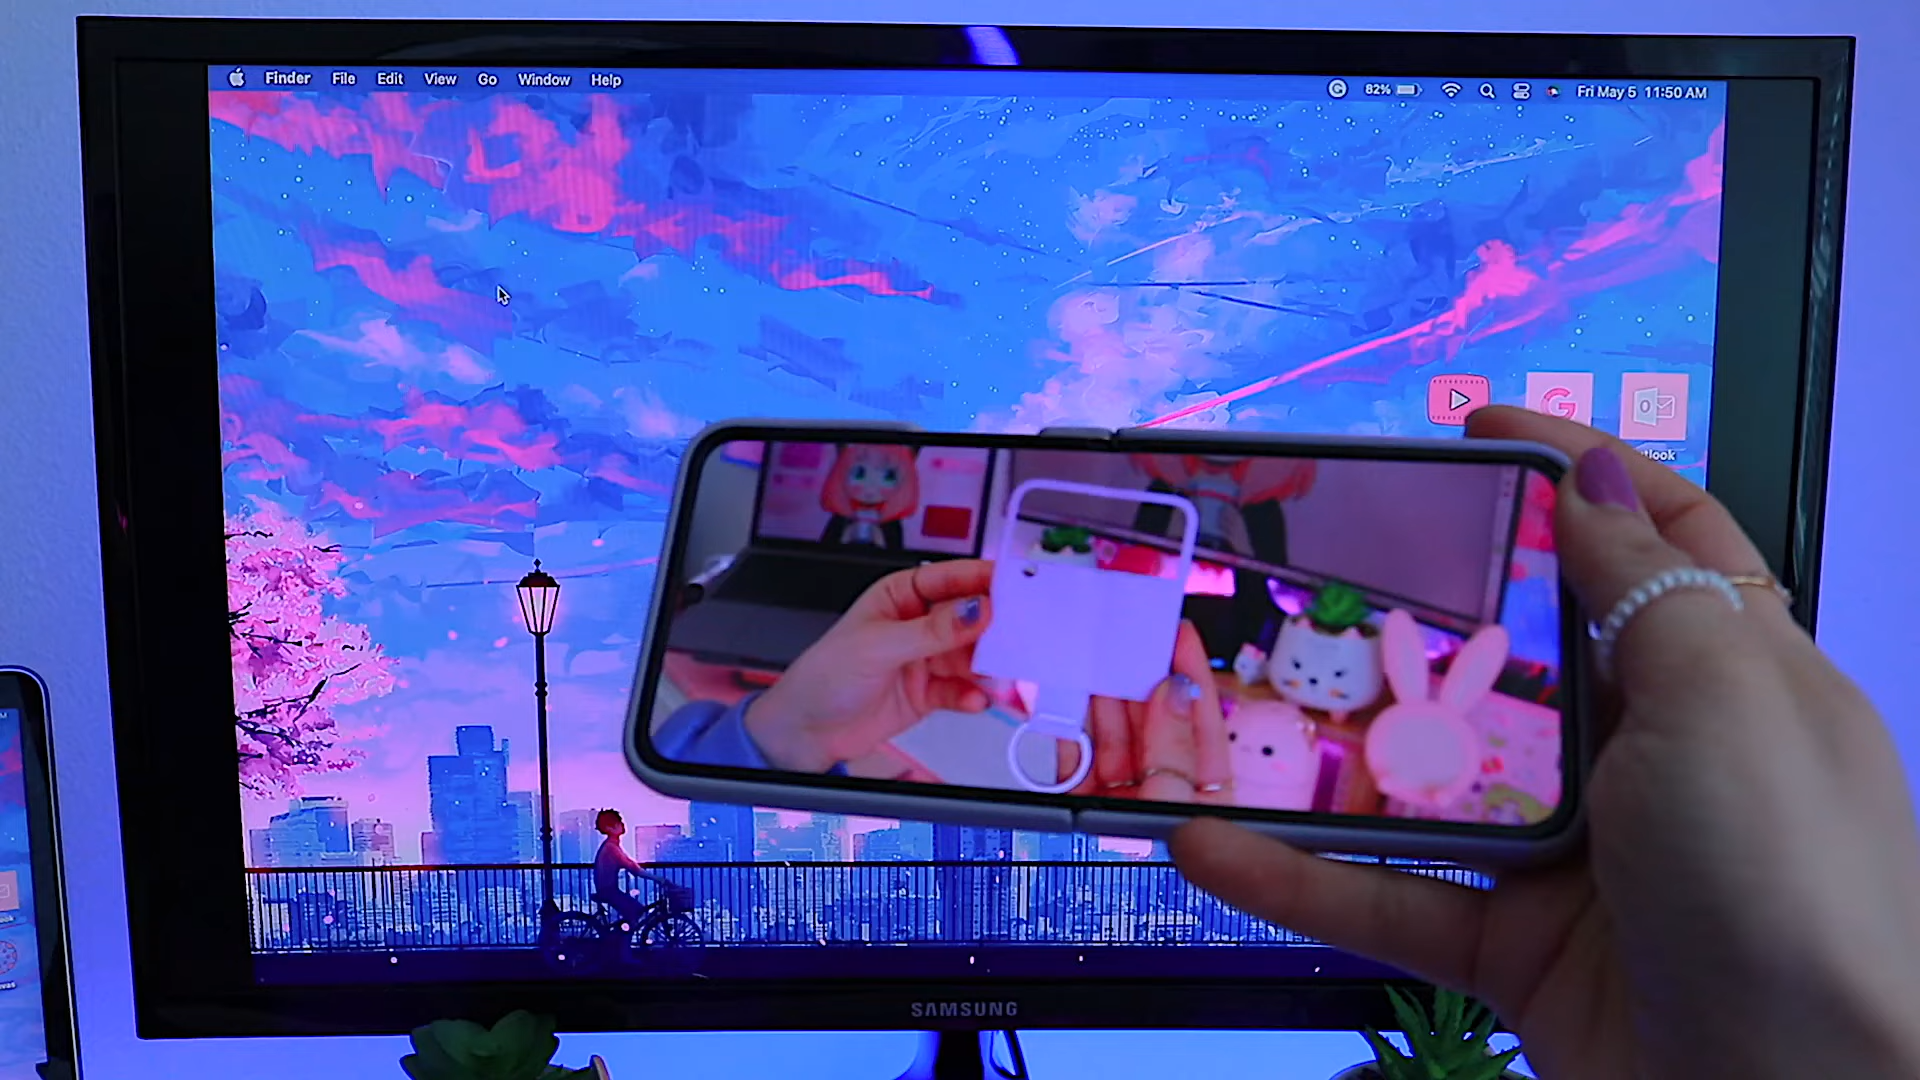 Finder File Edit View Go Window Help
82% Fri May 5 11:50 AM
G O
tlook
SAMSUNG